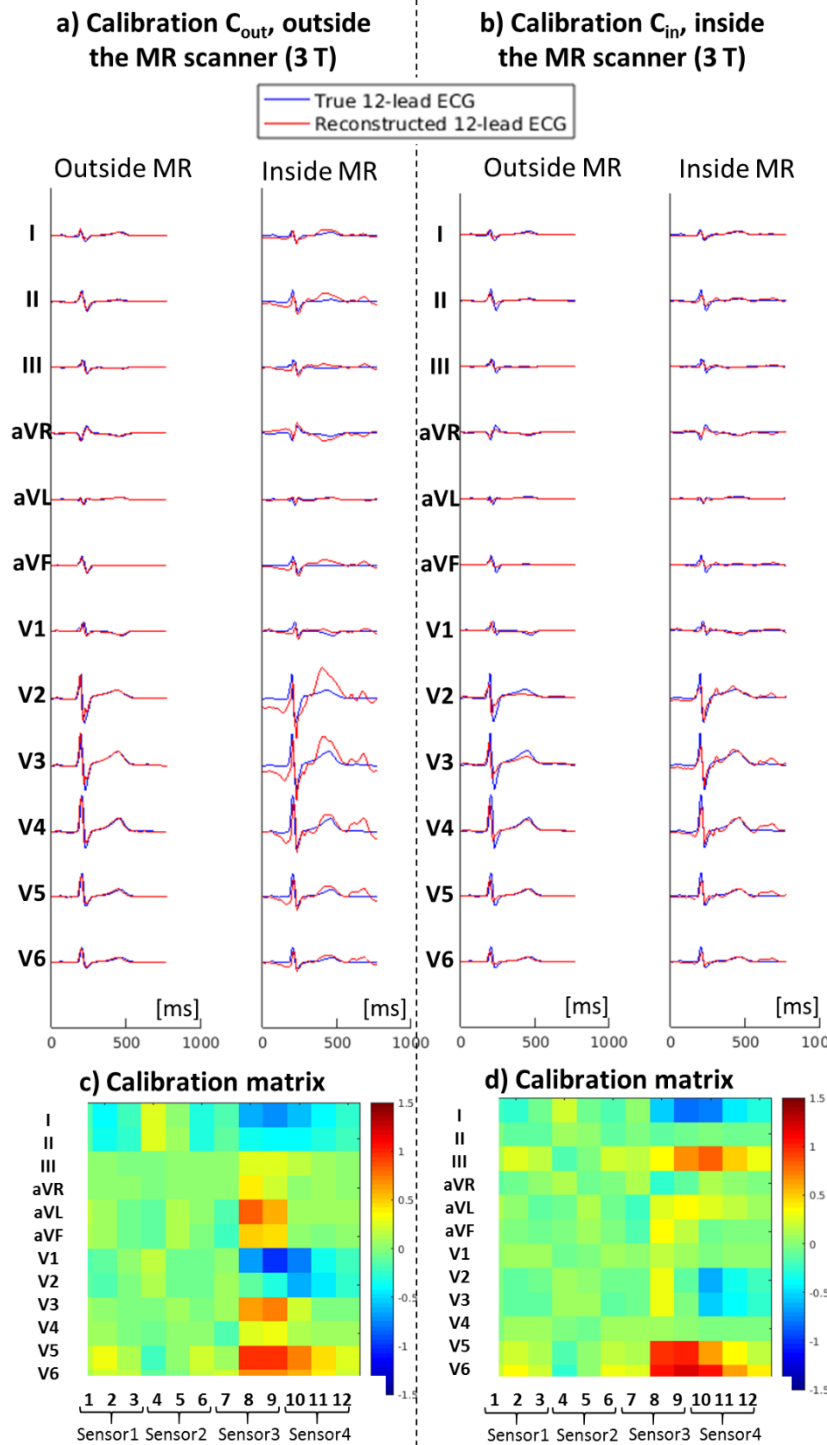 a) Calibration Cout, outside
the MR scanner (3 T)
b) Calibration Cin, inside
the MR scanner (3 T)
True 12-lead ECG
Reconstructed 12-lead ECG
Outside MR
Inside MR
Outside MR
Inside MR
I
II
III
aVR
aVL
aVF
V1
V2
V3
V4
V5
V6
I
II
III
aVR
aVL
aVF
V1
V2
V3
V4
V5
V6
[ms]
[ms]
[ms]
[ms]
0 500 1000
0 500 1000
0 500 1000
0 500 1000
c) Calibration matrix
I
II
III
aVR
aVL
aVF
V1
V2
V3
V4
V5
V6
1.5
1
0.5
0
-0.5
-1
-1.5
1 2 3 4 5 6 7 8 9 10 11 12
Sensor1 Sensor2 Sensor3 Sensor4
d) Calibration matrix
I
II
III
aVR
aVL
aVF
V1
V2
V3
V4
V5
V6
1.5
1
0.5
0
-0.5
-1
-1.5
1 2 3 4 5 6 7 8 9 10 11 12
Sensor1 Sensor2 Sensor3 Sensor4